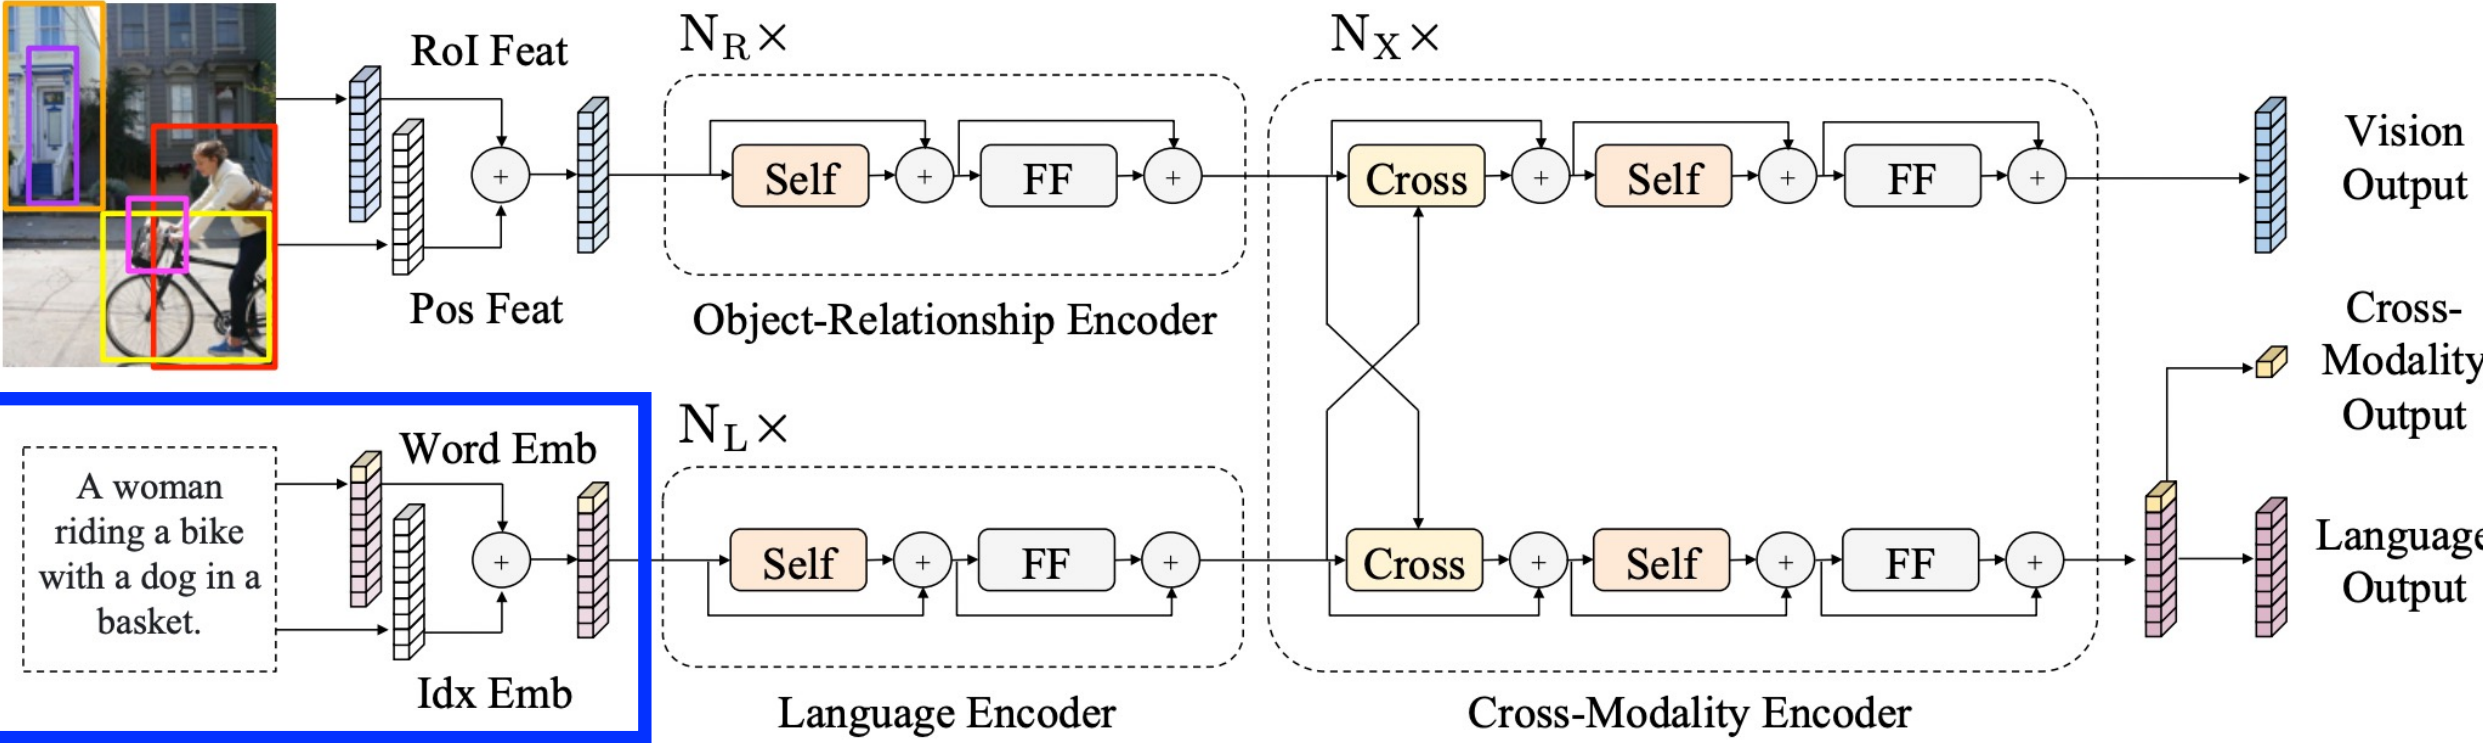 RoI Feat
Pos Feat
N_R ×
Self
+
FF
+
+
Object-Relationship Encoder
N_X ×
Cross
+
Self
+
FF
+
Vision
Output
Cross-
Modality
Output
A woman
riding a bike
with a dog in a
basket.
Word Emb
Idx Emb
+
N_L ×
Self
+
FF
+
Language Encoder
Cross
+
Self
+
FF
+
Cross-Modality Encoder
Language
Output